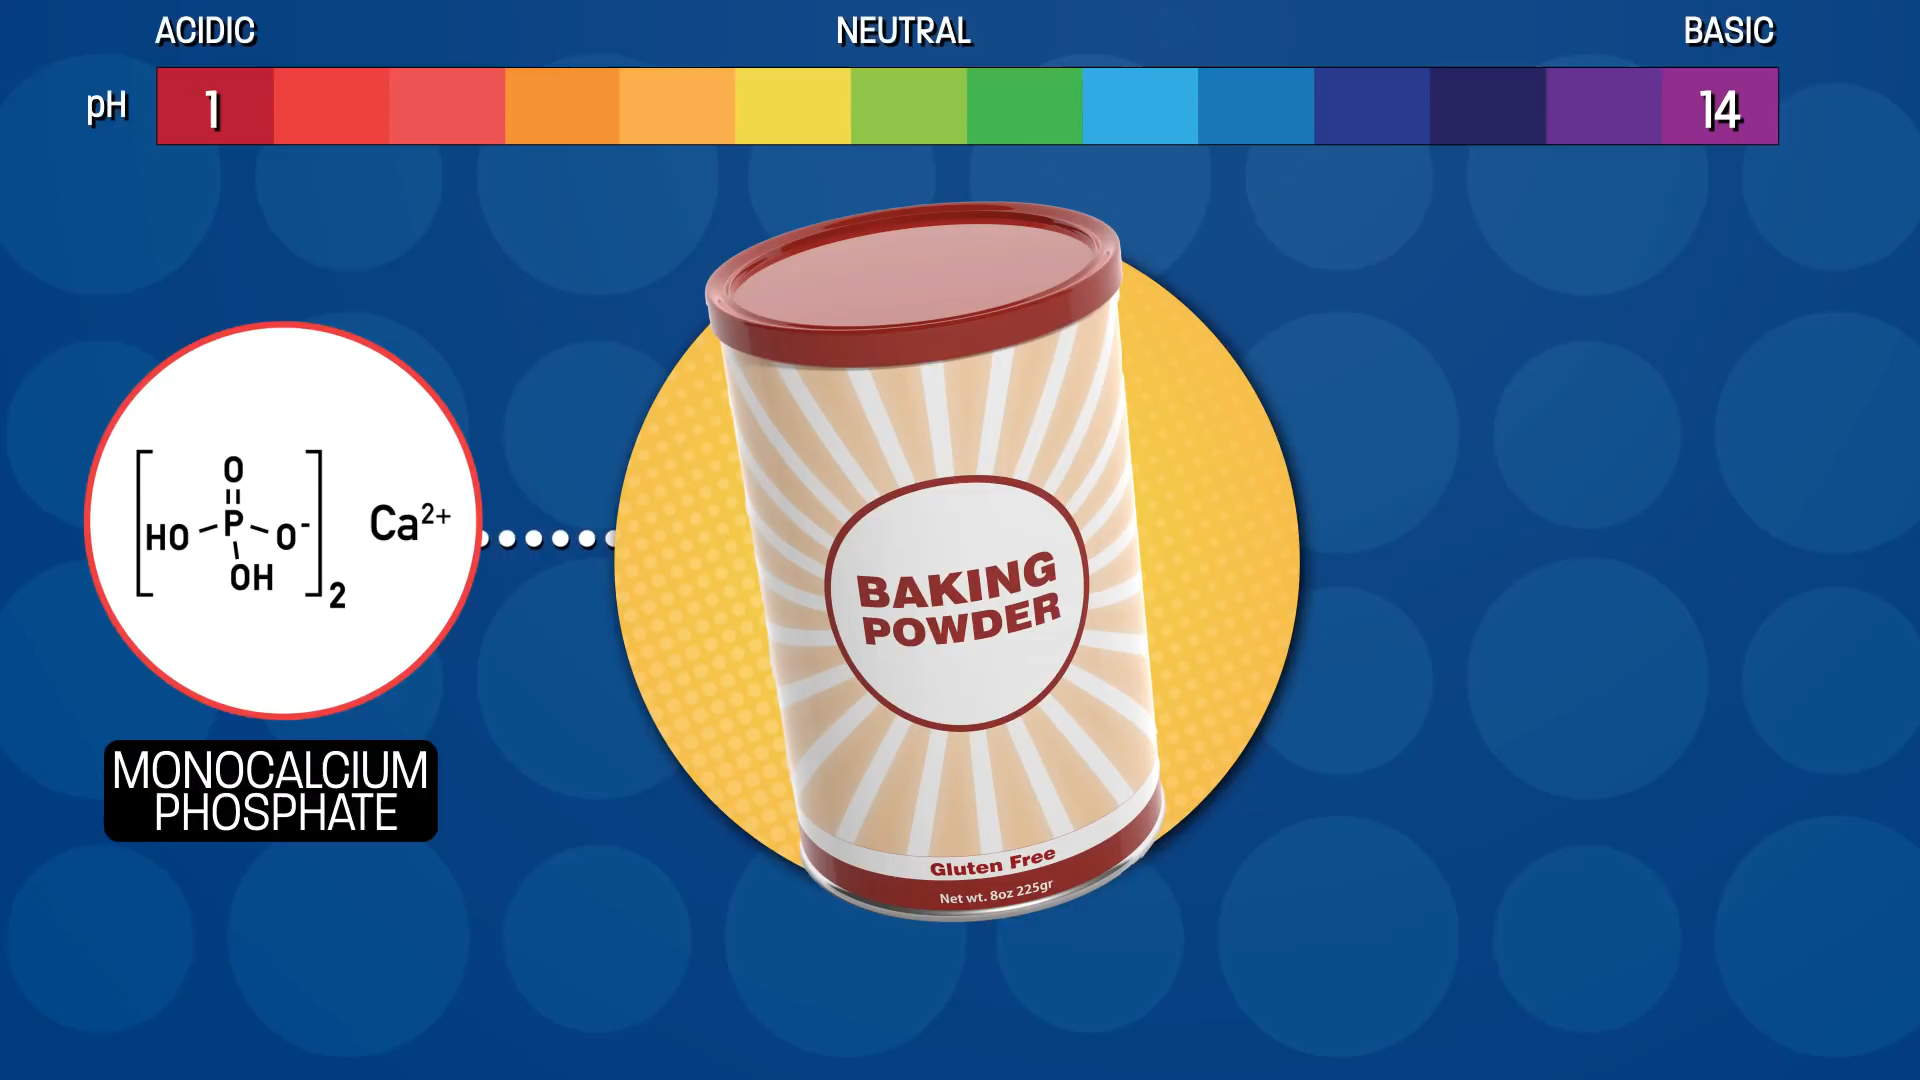 ACIDIC NEUTRAL BASIC
pH 1 14
O
HO P O⁻ Ca²⁺
OH
2
MONOCALCIUM
PHOSPHATE
BAKING
POWDER
Gluten Free
Net wt. 8oz 225gr